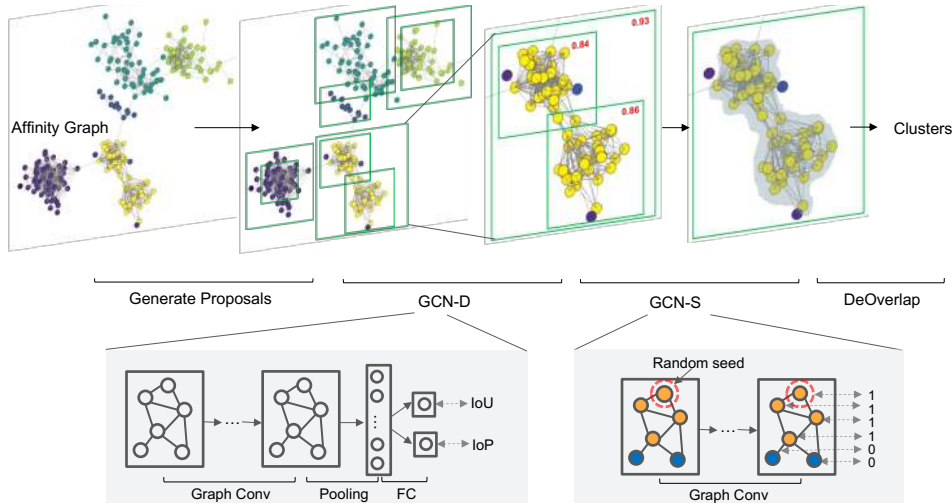 0.93
0.84
0.86
Affinity Graph
Clusters
Generate Proposals
GCN-D
GCN-S
DeOverlap
Random seed
IoU
IoP
Graph Conv
Pooling
FC
...
...
...
1
1
1
1
0
0
Graph Conv